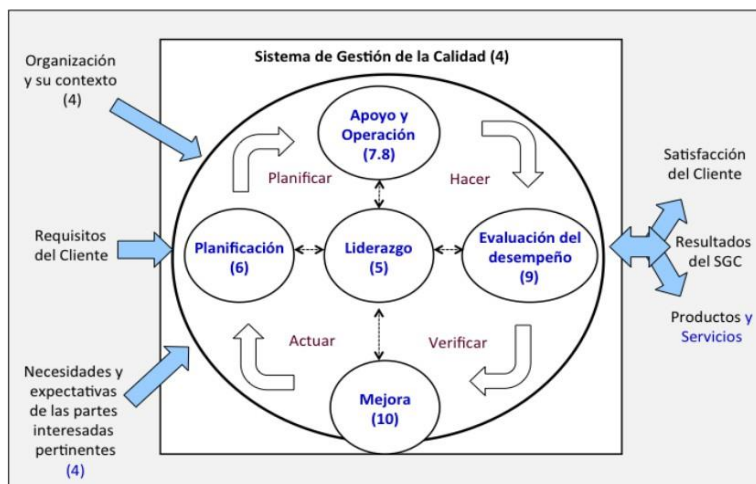 Sistema de Gestión de la Calidad (4)
Organización
y su contexto
(4)
Requisitos
del Cliente
Necesidades y
expectativas
de las partes
interesadas
pertinentes
(4)
Apoyo y
Operación
(7.8)
Planificar
Hacer
Planificación
(6)
Liderazgo
(5)
Evaluación del
desempeño
(9)
Actuar
Verificar
Mejora
(10)
Satisfacción
del Cliente
Resultados
del SGC
Productos y
Servicios